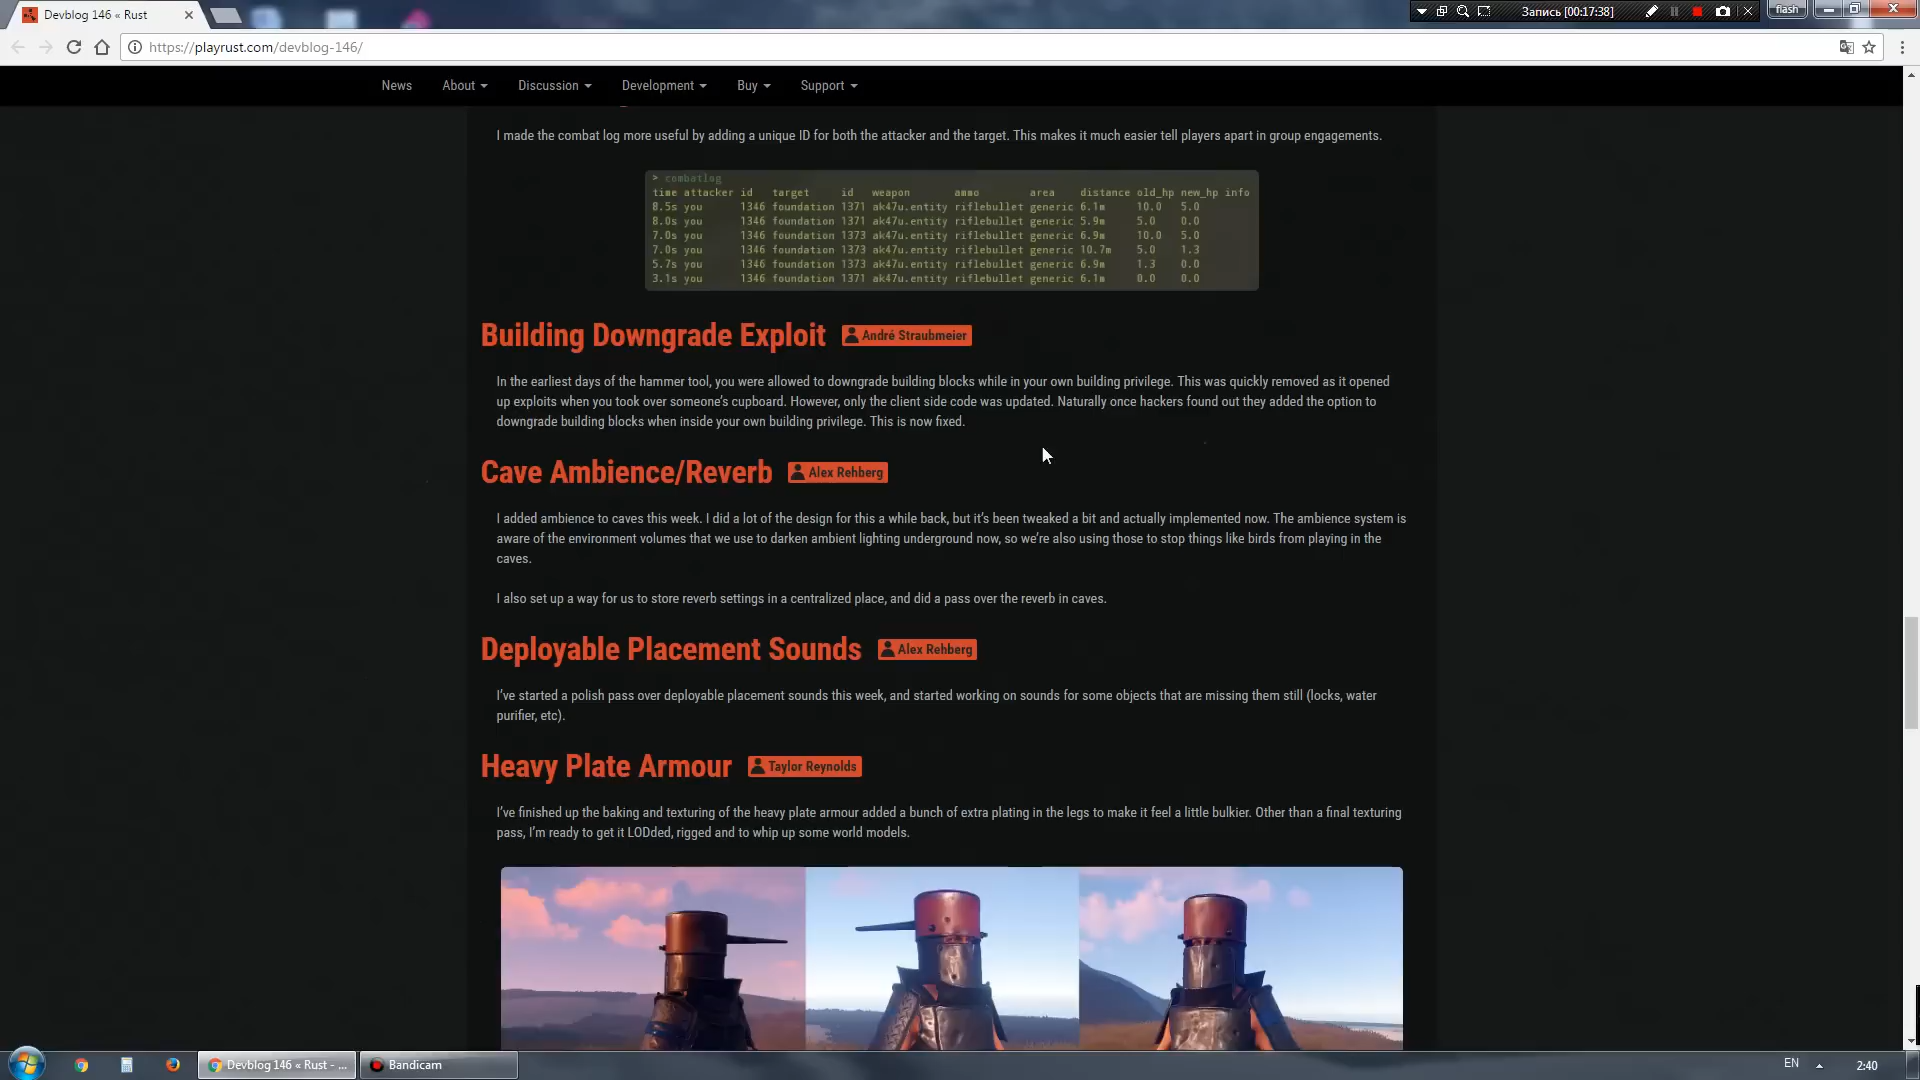 Devblog 146 « Rust
Запись [00:17:38]
flash
https://playrust.com/devblog-146/
News About Discussion Development Buy Support
I made the combat log more useful by adding a unique ID for both the attacker and the target. This makes it much easier tell players apart in group engagements.
> combatlog
time attacker id target id weapon ammo area distance old_hp new_hp info
8.5s you 1346 foundation 1371 ak47u.entity riflebullet generic 6.1m 10.0 5.0
8.0s you 1346 foundation 1371 ak47u.entity riflebullet generic 5.9m 5.0 0.0
7.0s you 1346 foundation 1373 ak47u.entity riflebullet generic 6.9m 10.0 5.0
7.0s you 1346 foundation 1373 ak47u.entity riflebullet generic 10.7m 5.0 1.3
5.7s you 1346 foundation 1373 ak47u.entity riflebullet generic 6.9m 1.3 0.0
3.1s you 1346 foundation 1371 ak47u.entity riflebullet generic 6.1m 0.0 0.0
Building Downgrade Exploit André Straubmeier
In the earliest days of the hammer tool, you were allowed to downgrade building blocks while in your own building privilege. This was quickly removed as it opened
up exploits when you took over someone's cupboard. However, only the client side code was updated. Naturally once hackers found out they added the option to
downgrade building blocks when inside your own building privilege. This is now fixed.
Cave Ambience/Reverb Alex Rehberg
I added ambience to caves this week. I did a lot of the design for this a while back, but it's been tweaked a bit and actually implemented now. The ambience system is
aware of the environment volumes that we use to darken ambient lighting underground now, so we're also using those to stop things like birds from playing in the
caves.
I also set up a way for us to store reverb settings in a centralized place, and did a pass over the reverb in caves.
Deployable Placement Sounds Alex Rehberg
I've started a polish pass over deployable placement sounds this week, and started working on sounds for some objects that are missing them still (locks, water
purifier, etc).
Heavy Plate Armour Taylor Reynolds
I've finished up the baking and texturing of the heavy plate armour added a bunch of extra plating in the legs to make it feel a little bulkier. Other than a final texturing
pass, I'm ready to get it LODded, rigged and to whip up some world models.
Devblog 146 « Rust - ...
Bandicam
EN
2:40